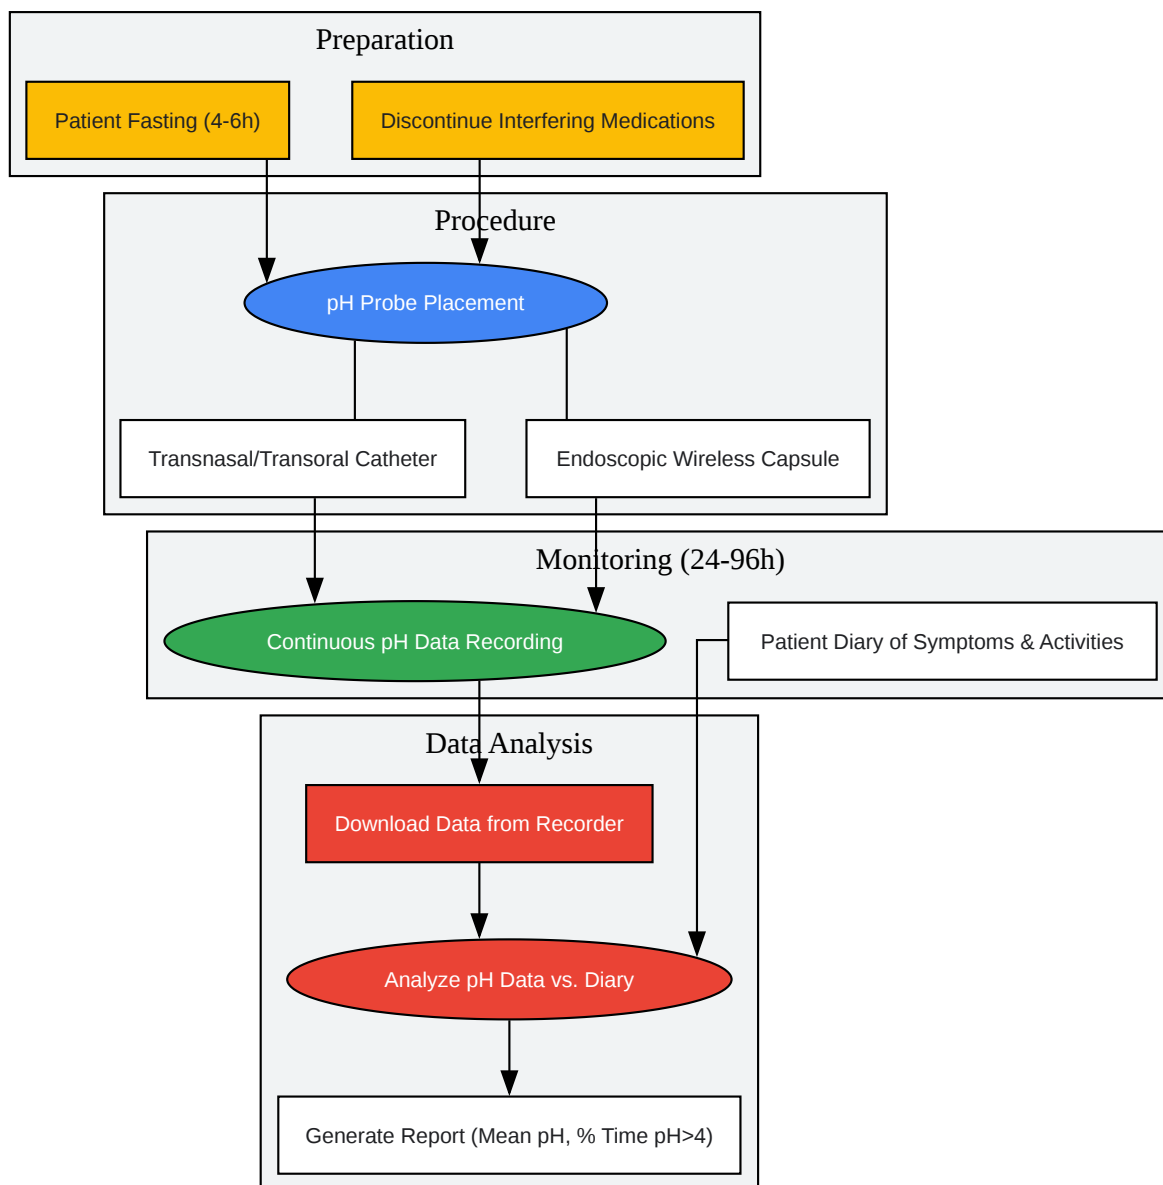 Preparation
Patient Fasting (4-6h)
Discontinue Interfering Medications
Procedure
pH Probe Placement
Transnasal/Transoral Catheter
Endoscopic Wireless Capsule
Monitoring (24-96h)
Continuous pH Data Recording
Patient Diary of Symptoms & Activities
Data Analysis
Download Data from Recorder
Analyze pH Data vs. Diary
Generate Report (Mean pH, % Time pH>4)